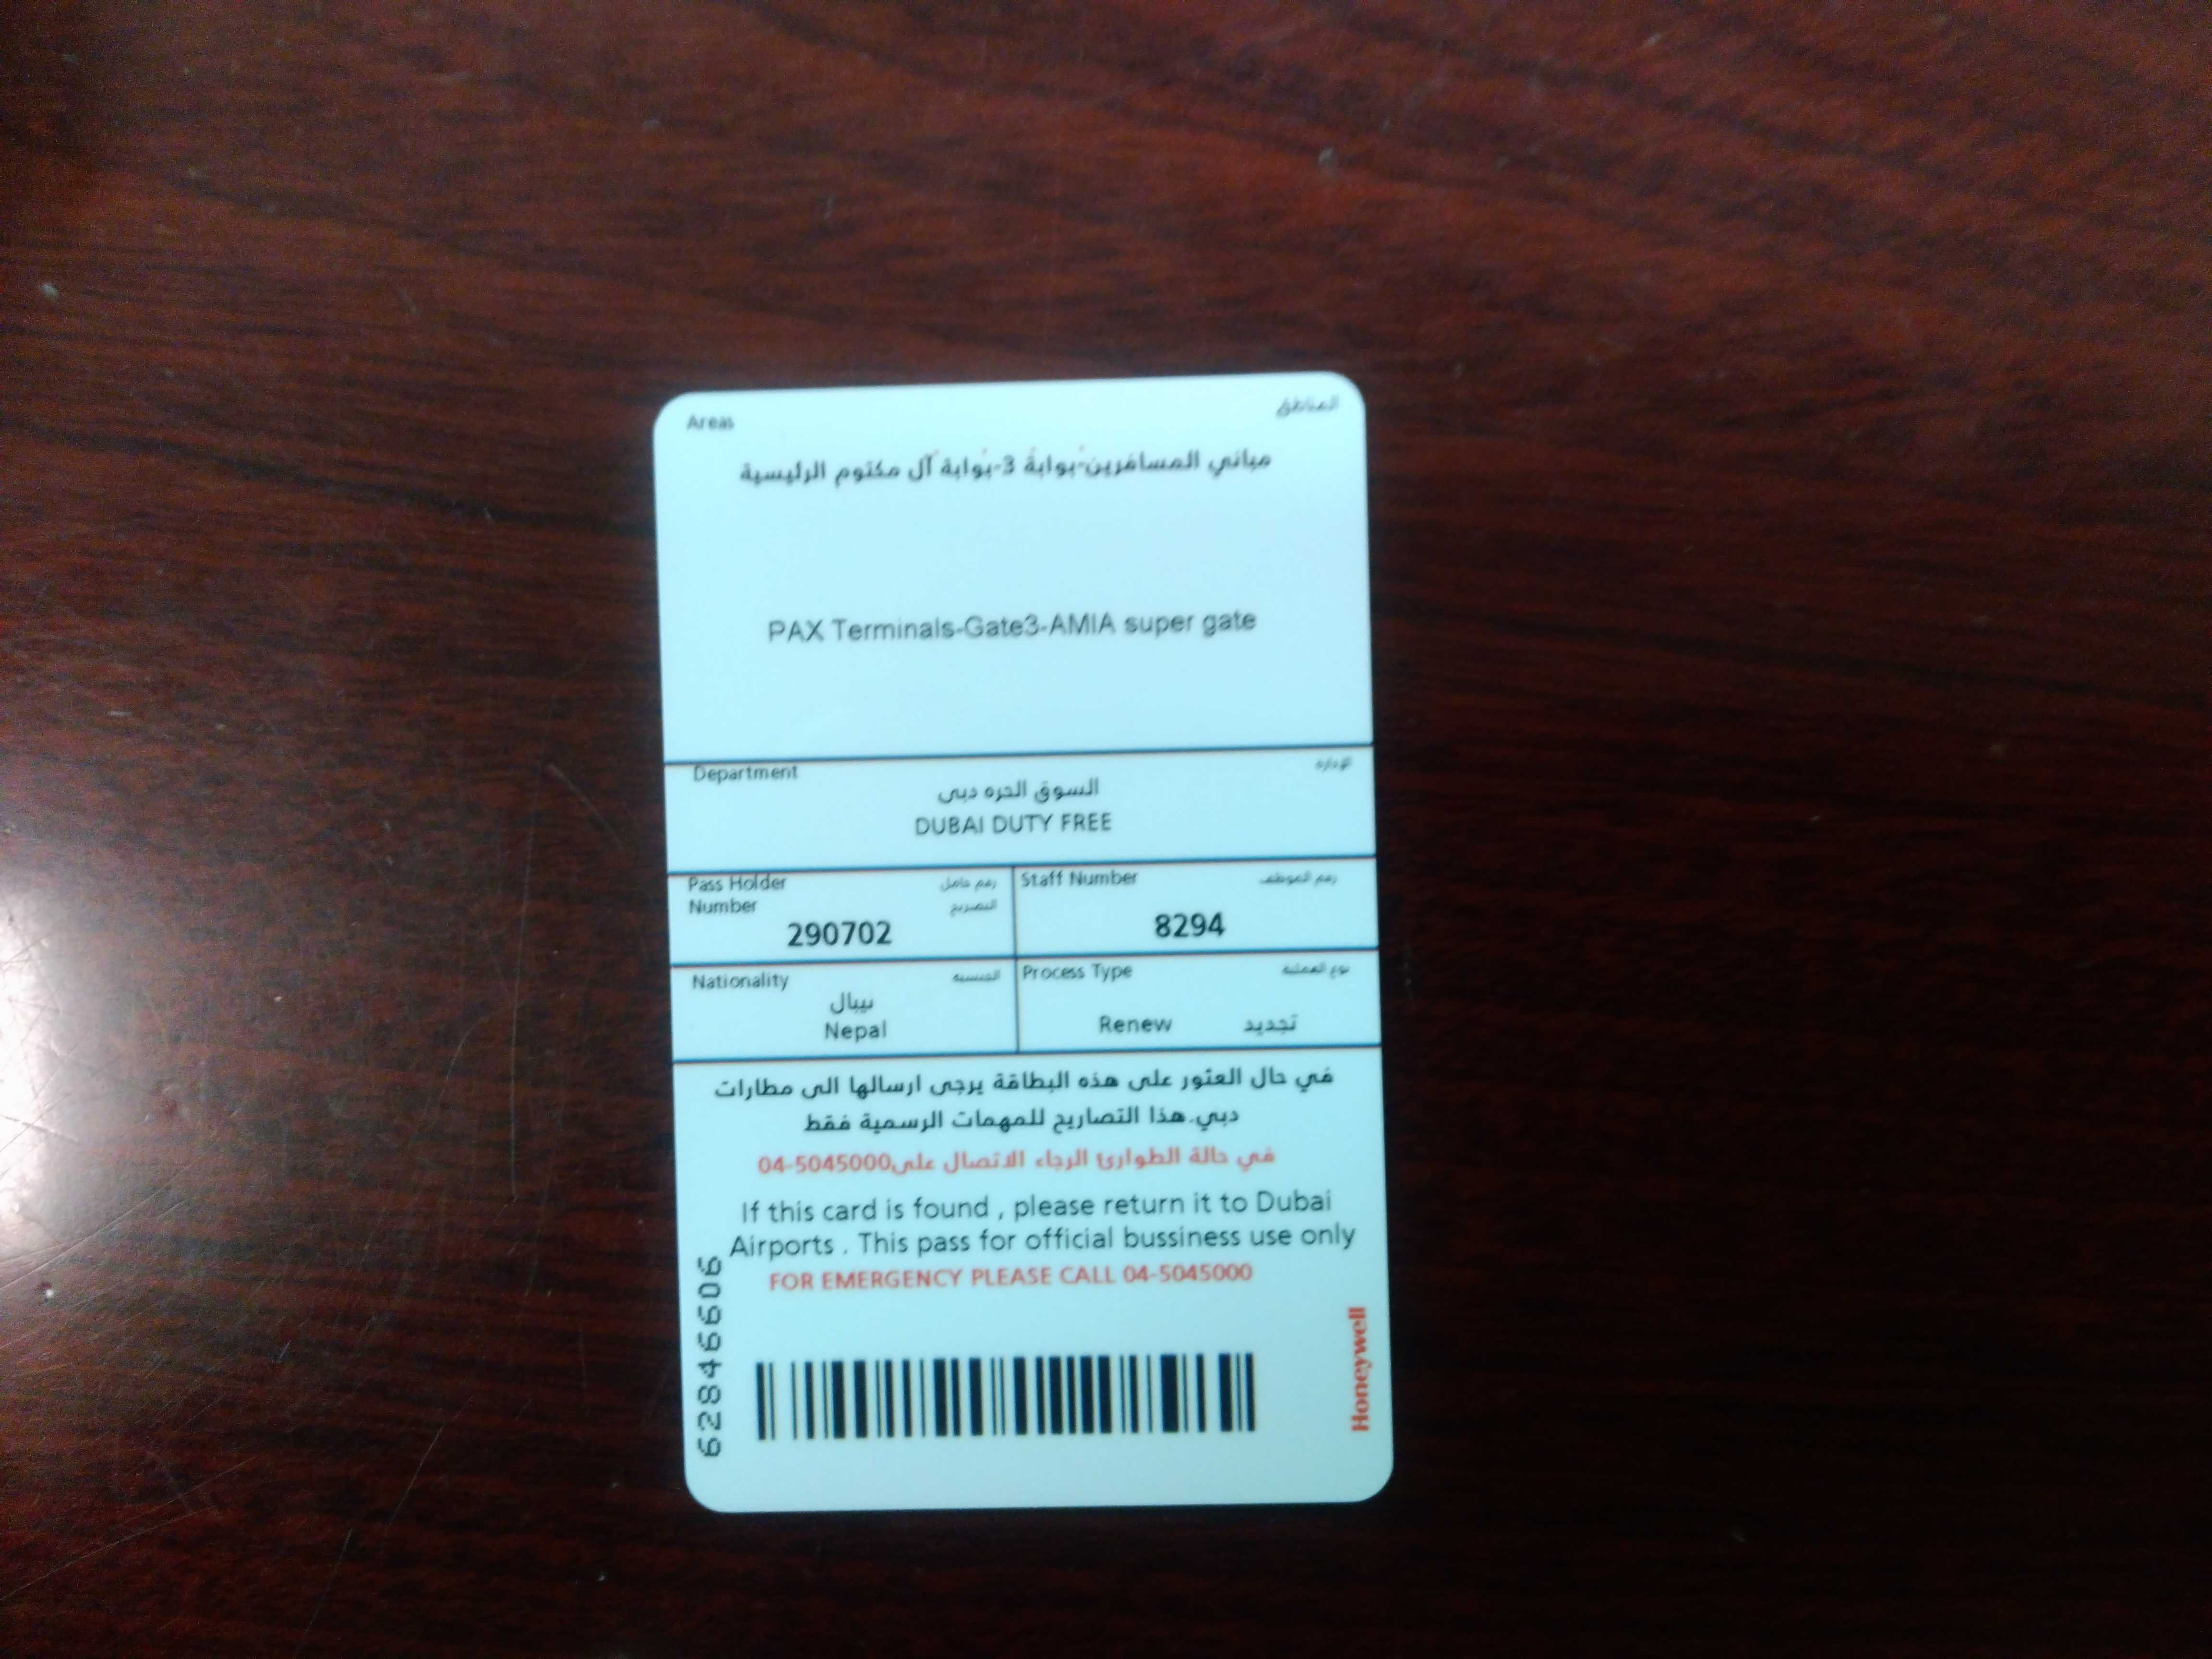 Areas المناطق
مباني المسافرين-بوابة 3-بوابة آل مكتوم الرئيسية
PAX Terminals-Gate3-AMIA super gate
Department الإدارة
السوق الحره دبى
DUBAI DUTY FREE
Pass Holder رقم حامل
Number التصريح
290702
Staff Number رقم الموظف
8294
Nationality الجنسية
نيبال
Nepal
Process Type نوع العملية
Renew تجديد
في حال العثور على هذه البطاقة يرجى ارسالها الى مطارات
دبي.هذا التصاريح للمهمات الرسمية فقط
في حالة الطوارئ الرجاء الاتصال على04-5045000
If this card is found , please return it to Dubai
Airports . This pass for official bussiness use only
FOR EMERGENCY PLEASE CALL 04-5045000
62846606
Honeywell